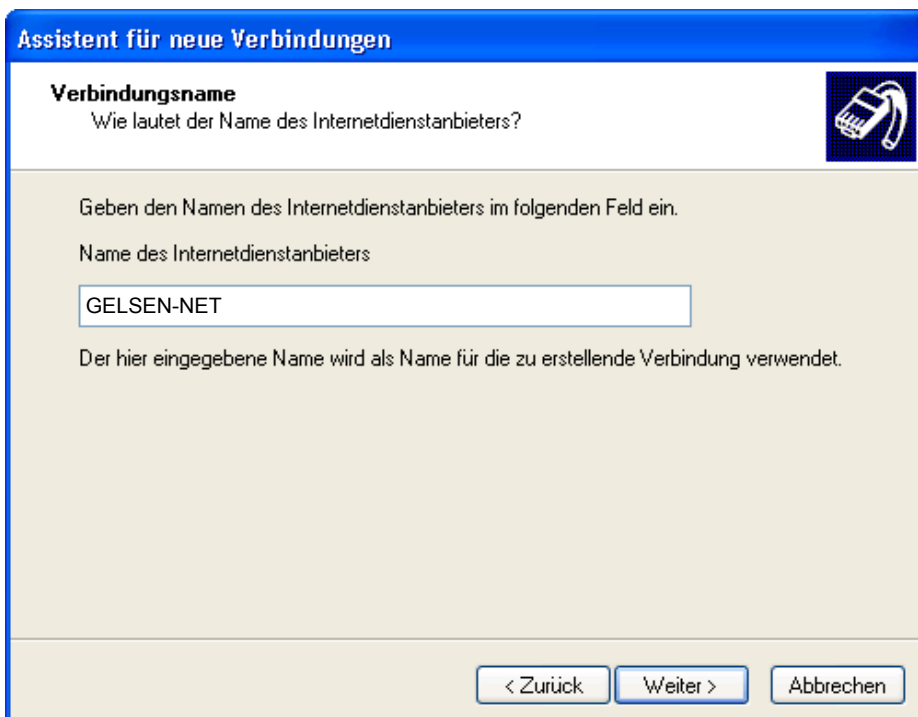 Assistent für neue Verbindungen
Verbindungsname
Wie lautet der Name des Internetdienstanbieters?
Geben den Namen des Internetdienstanbieters im folgenden Feld ein.
Name des Internetdienstanbieters
GELSEN-NET
Der hier eingegebene Name wird als Name für die zu erstellende Verbindung verwendet.
< Zurück Weiter > Abbrechen